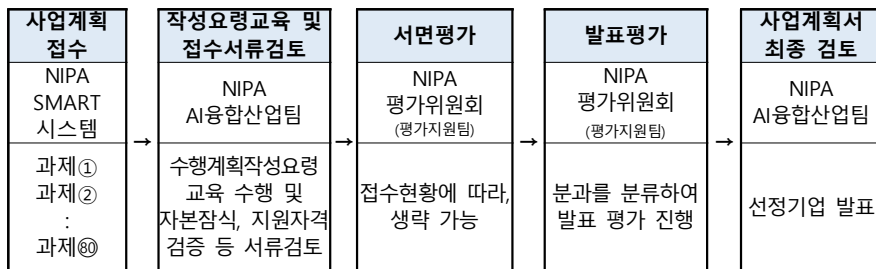 사업계획
접수
NIPA
SMART
시스템
과제①
과제②
:
과제㊿
작성요령교육 및
접수서류검토
NIPA
AI융합산업팀
수행계획작성요령
교육 수행 및
자본잠식, 지원자격
검증 등 서류검토
서면평가
NIPA
평가위원회
(평가지원팀)
접수현황에 따라,
생략 가능
발표평가
NIPA
평가위원회
(평가지원팀)
분과를 분류하여
발표 평가 진행
사업계획서
최종 검토
NIPA
AI융합산업팀
선정기업 발표